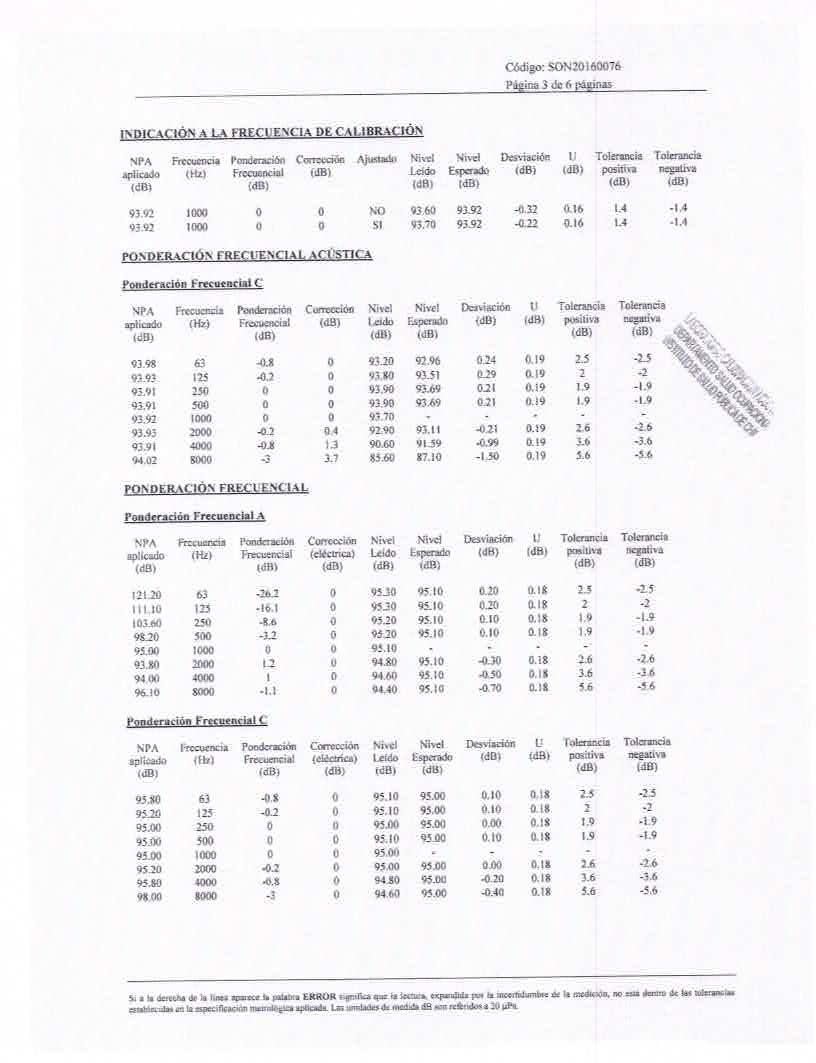 Código: SON20160076
Página 3 de 6 páginas
INDICACIÓN A LA FRECUENCIA DE CALIBRACIÓN
NPA Frecuencia Ponderación Corrección Ajustado Nivel Nivel Desviación U Tolerancia Tolerancia
aplicado (Hz) Frecuencial (dB) Leído Esperado (dB) (dB) positiva negativa
(dB) (dB) (dB) (dB) (dB) (dB)
93.92 1000 0 0 NO 93.60 93.92 -0.32 0.16 1.4 -1.4
93.92 1000 0 0 SI 93.70 93.92 -0.22 0.16 1.4 -1.4
PONDERACIÓN FRECUENCIAL ACÚSTICA
Ponderación Frecuencial C
NPA Frecuencia Ponderación Corrección Nivel Nivel Desviación U Tolerancia Tolerancia
aplicado (Hz) Frecuencial (dB) Leído Esperado (dB) (dB) positiva negativa
(dB) (dB) (dB) (dB) (dB) (dB)
93.98 63 -0.8 0 93.20 92.96 0.24 0.19 2.5 -2.5
93.93 125 -0.2 0 93.80 93.51 0.29 0.19 2 -2
93.91 250 0 0 93.90 93.69 0.21 0.19 1.9 -1.9
93.91 500 0 0 93.90 93.69 0.21 0.19 1.9 -1.9
93.92 1000 0 0 93.70 - - - - -
93.93 2000 -0.2 0.4 92.90 93.11 -0.21 0.19 2.6 -2.6
93.91 4000 -0.8 1.3 90.60 91.59 -0.99 0.19 3.6 -3.6
94.02 8000 -3 3.7 85.60 87.10 -1.50 0.19 5.6 -5.6
DEPARTAMENTO SALUD OCUPACIONAL
INSTITUTO DE SALUD PUBLICA DE CHILE
PONDERACIÓN FRECUENCIAL
Ponderación Frecuencial A
NPA Frecuencia Ponderación Corrección Nivel Nivel Desviación U Tolerancia Tolerancia
aplicado (Hz) Frecuencial (eléctrica) Leído Esperado (dB) (dB) positiva negativa
(dB) (dB) (dB) (dB) (dB) (dB) (dB)
121.20 63 -26.2 0 95.30 95.10 0.20 0.18 2.5 -2.5
111.10 125 -16.1 0 95.30 95.10 0.20 0.18 2 -2
103.60 250 -8.6 0 95.20 95.10 0.10 0.18 1.9 -1.9
98.20 500 -3.2 0 95.20 95.10 0.10 0.18 1.9 -1.9
95.00 1000 0 0 95.10 - - - - -
93.80 2000 1.2 0 94.80 95.10 -0.30 0.18 2.6 -2.6
94.00 4000 1 0 94.60 95.10 -0.50 0.18 3.6 -3.6
96.10 8000 -1.1 0 94.40 95.10 -0.70 0.18 5.6 -5.6
Ponderación Frecuencial C
NPA Frecuencia Ponderación Corrección Nivel Nivel Desviación U Tolerancia Tolerancia
aplicado (Hz) Frecuencial (eléctrica) Leído Esperado (dB) (dB) positiva negativa
(dB) (dB) (dB) (dB) (dB) (dB) (dB)
95.80 63 -0.8 0 95.10 95.00 0.10 0.18 2.5 -2.5
95.20 125 -0.2 0 95.10 95.00 0.10 0.18 2 -2
95.00 250 0 0 95.00 95.00 0.00 0.18 1.9 -1.9
95.00 500 0 0 95.10 95.00 0.10 0.18 1.9 -1.9
95.00 1000 0 0 95.00 - - - - -
95.20 2000 -0.2 0 95.00 95.00 0.00 0.18 2.6 -2.6
95.80 4000 -0.8 0 94.80 95.00 -0.20 0.18 3.6 -3.6
98.00 8000 -3 0 94.60 95.00 -0.40 0.18 5.6 -5.6
Si a la derecha de la línea aparece la palabra ERROR significa que la lectura, expandida por la incertidumbre de la medición, no está dentro de las tolerancias
establecidas en la especificación metrológica aplicada. Las unidades de medida dB son referidos a 20 µPa.